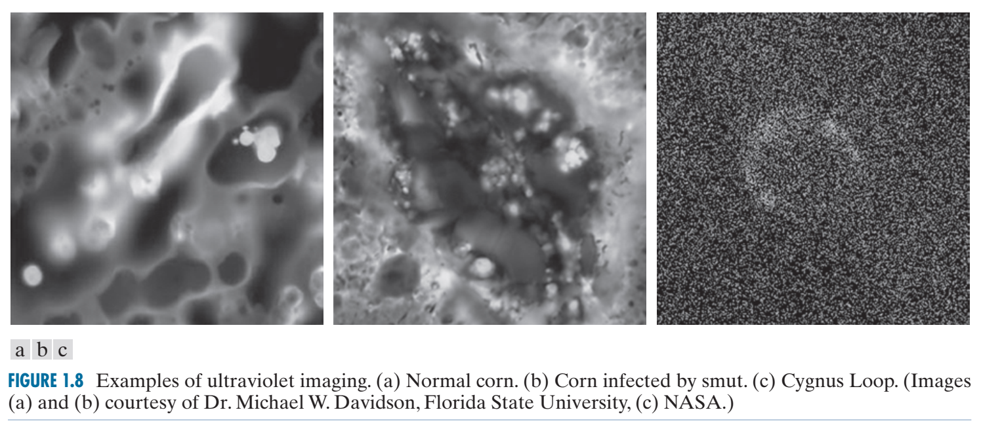 a b c
FIGURE 1.8 Examples of ultraviolet imaging. (a) Normal corn. (b) Corn infected by smut. (c) Cygnus Loop. (Images
(a) and (b) courtesy of Dr. Michael W. Davidson, Florida State University, (c) NASA.)